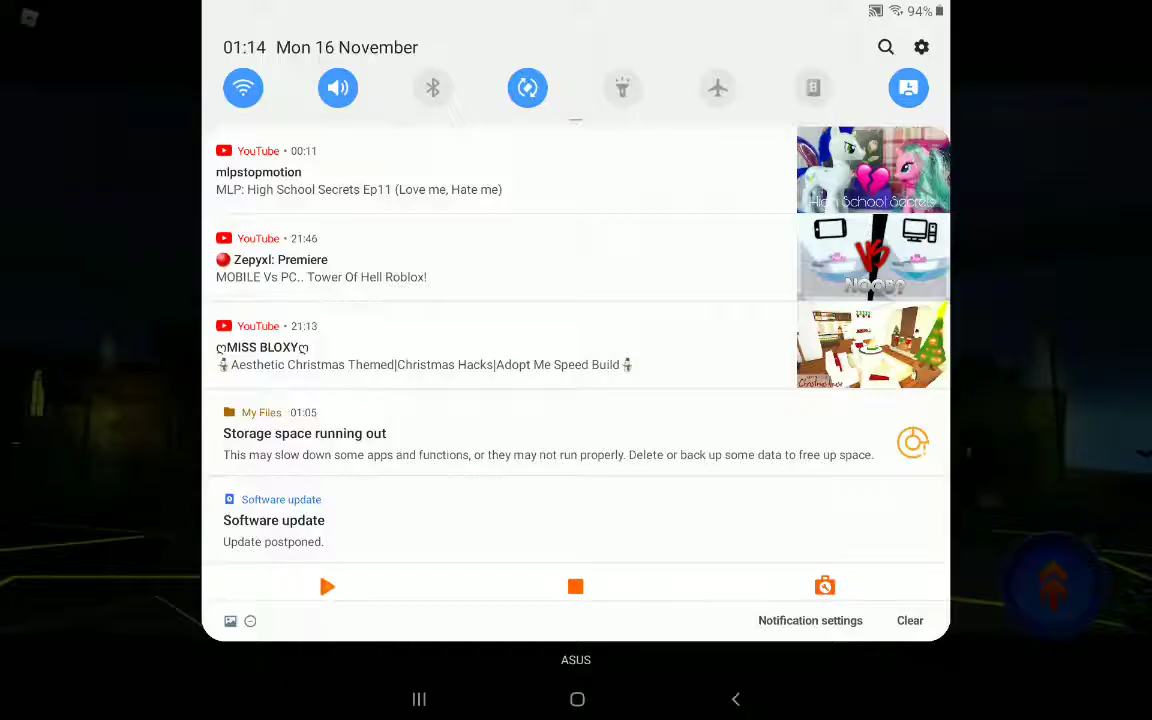 94%
01:14 Mon 16 November
YouTube • 00:11
mlpstopmotion
MLP: High School Secrets Ep11 (Love me, Hate me)
High School Secrets
YouTube • 21:46
🔴 Zepyxl: Premiere
MOBILE Vs PC.. Tower Of Hell Roblox!
VS
NOOB?
YouTube • 21:13
ღMISS BLOXYღ
⛄Aesthetic Christmas Themed|Christmas Hacks|Adopt Me Speed Build⛄
My Files 01:05
Storage space running out
This may slow down some apps and functions, or they may not run properly. Delete or back up some data to free up space.
Software update
Software update
Update postponed.
Notification settings Clear
ASUS